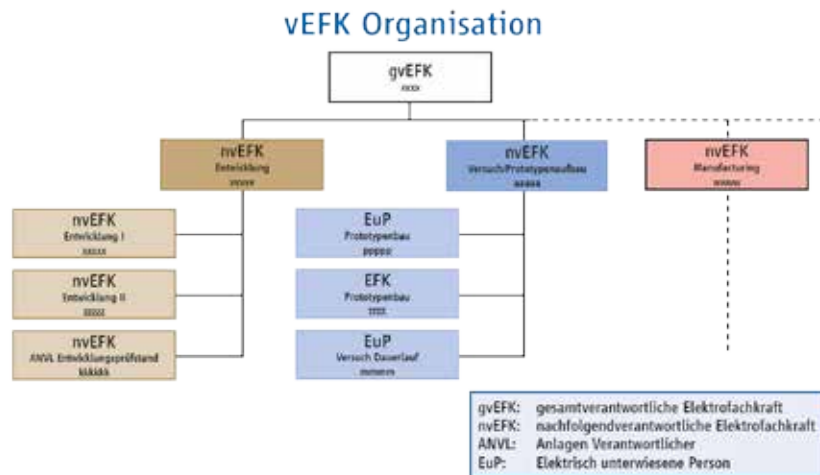 vEFK Organisation
gvEFK
nvEFK
Entwicklung
nvEFK
Versuch/Prototypenaufbau
nvEFK
Manufacturing
nvEFK
Entwicklung I
xxxxx
EuP
Prototypenbau
nvEFK
Entwicklung II
EFK
Prototypenbau
nvEFK
ANVL Entwicklungsprüfstand
EuP
Versuch Dauerlauf
gvEFK: gesamtverantwortliche Elektrofachkraft
nvEFK: nachfolgendverantwortliche Elektrofachkraft
ANVL: Anlagen Verantwortlicher
EuP: Elektrisch unterwiesene Person